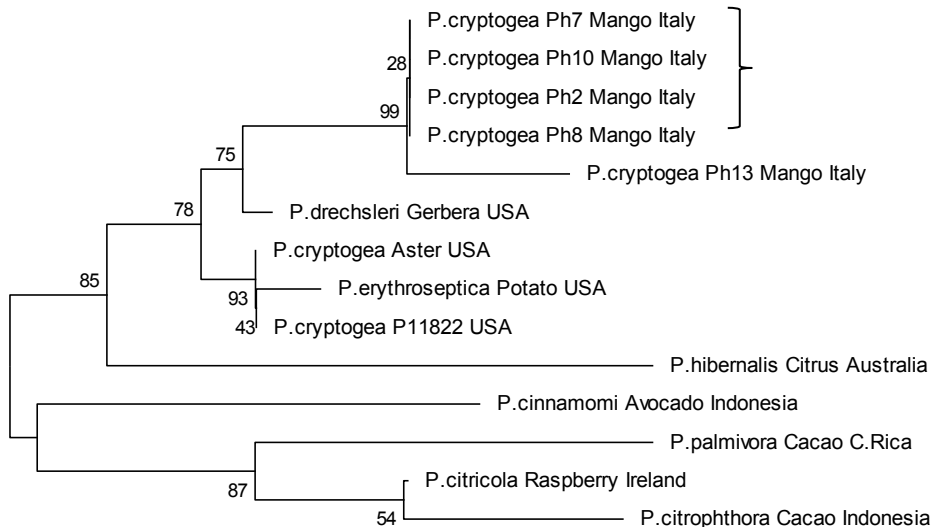 P.cryptogea Ph7 Mango Italy
P.cryptogea Ph10 Mango Italy
28
P.cryptogea Ph2 Mango Italy
99
P.cryptogea Ph8 Mango Italy
75
P.cryptogea Ph13 Mango Italy
78
P.drechsleri Gerbera USA
P.cryptogea Aster USA
85
P.erythroseptica Potato USA
93
43
P.cryptogea P11822 USA
P.hibernalis Citrus Australia
P.cinnamomi Avocado Indonesia
P.palmivora Cacao C.Rica
P.citricola Raspberry Ireland
87
54
P.citrophthora Cacao Indonesia